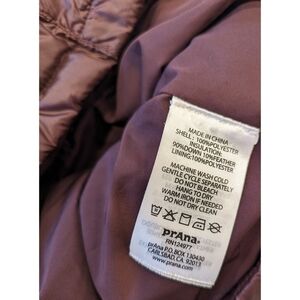 MADE IN CHINA
SHELL: 100%POLYESTER
INSULATION:
90%DOWN 10%FEATHER
LINING:100%POLYESTER
MACHINE WASH COLD
GENTLE CYCLE SEPARATELY
DO NOT BLEACH
HANG TO DRY
WARM IRON IF NEEDED
DO NOT DRY CLEAN
prAna
RN124977
prAna P.O. BOX 130430
CARLSBAD, CA. 92013
www.prana.com